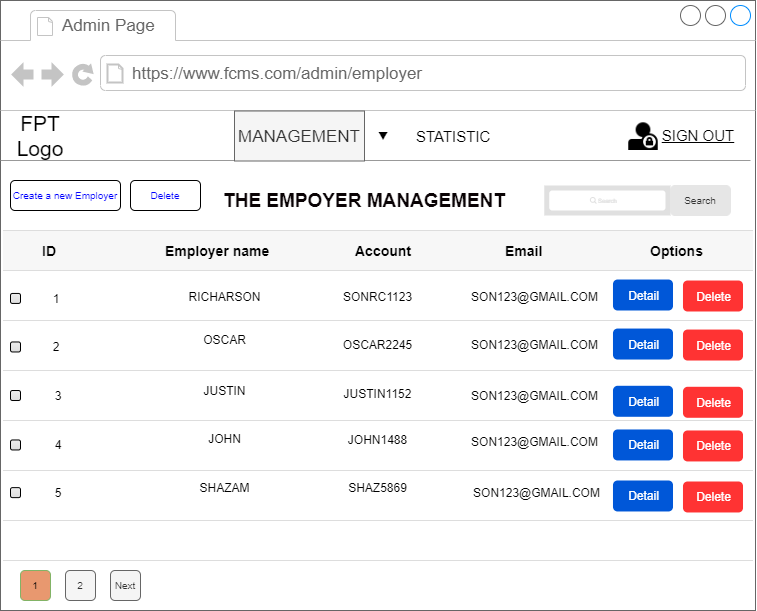 Admin Page
https://www.fcms.com/admin/employer
FPT
Logo
MANAGEMENT ▼ STATISTIC SIGN OUT
Create a new Employer Delete THE EMPOYER MANAGEMENT Search Search
ID Employer name Account Email Options
1 RICHARSON SONRC1123 SON123@GMAIL.COM Detail Delete
2 OSCAR OSCAR2245 SON123@GMAIL.COM Detail Delete
3 JUSTIN JUSTIN1152 SON123@GMAIL.COM Detail Delete
4 JOHN JOHN1488 SON123@GMAIL.COM Detail Delete
5 SHAZAM SHAZ5869 SON123@GMAIL.COM Detail Delete
1 2 Next